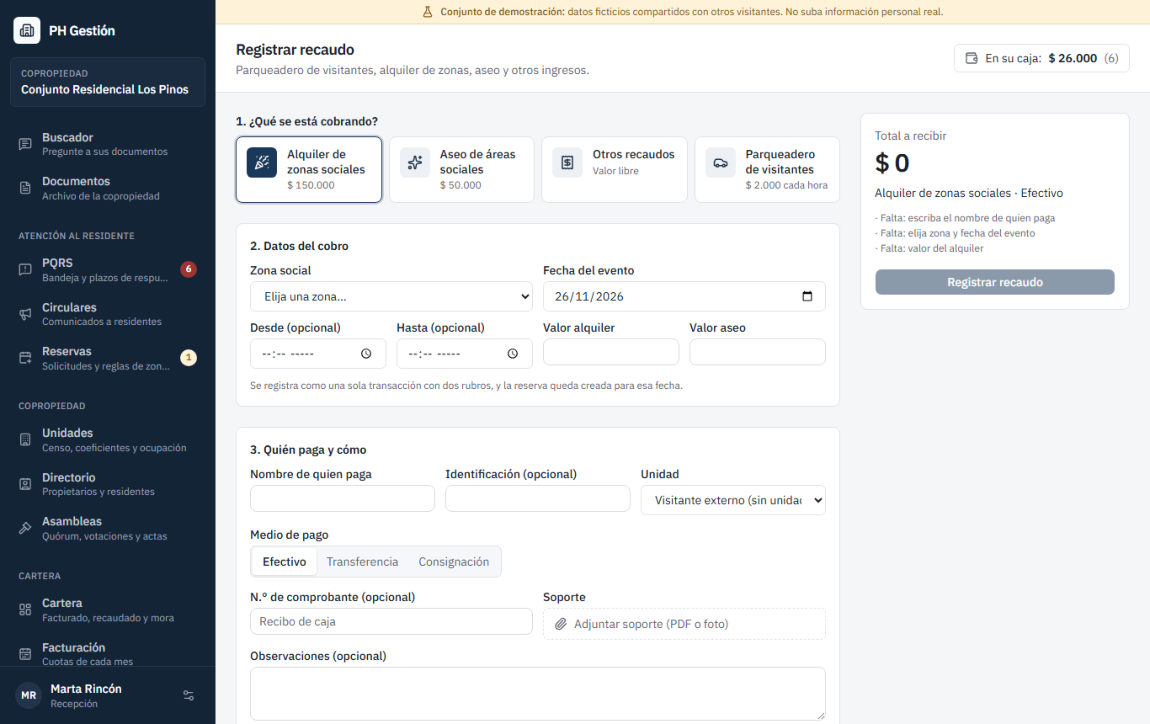 Conjunto de demostración: datos ficticios compartidos con otros visitantes. No suba información personal real.
PH Gestión
COPROPIEDAD
Conjunto Residencial Los Pinos
Buscador
Pregunte a sus documentos
Documentos
Archivo de la copropiedad
ATENCIÓN AL RESIDENTE
PQRS
Bandeja y plazos de respu...
6
Circulares
Comunicados a residentes
Reservas
Solicitudes y reglas de zon...
1
COPROPIEDAD
Unidades
Censo, coeficientes y ocupación
Directorio
Propietarios y residentes
Asambleas
Quórum, votaciones y actas
CARTERA
Cartera
Facturado, recaudado y mora
Facturación
Cuotas de cada mes
MR
Marta Rincón
Recepción
Registrar recaudo
Parqueadero de visitantes, alquiler de zonas, aseo y otros ingresos.
En su caja: $ 26.000 (6)
1. ¿Qué se está cobrando?
Alquiler de
zonas sociales
$ 150.000
Aseo de áreas
sociales
$ 50.000
Otros recaudos
Valor libre
Parqueadero
de visitantes
$ 2.000 cada hora
2. Datos del cobro
Zona social
Fecha del evento
Elija una zona...
26/11/2026
Desde (opcional)
Hasta (opcional)
Valor alquiler
Valor aseo
--:-- -----
--:-- -----
Se registra como una sola transacción con dos rubros, y la reserva queda creada para esa fecha.
3. Quién paga y cómo
Nombre de quien paga
Identificación (opcional)
Unidad
Visitante externo (sin unidad
Medio de pago
Efectivo
Transferencia
Consignación
N.° de comprobante (opcional)
Soporte
Recibo de caja
Adjuntar soporte (PDF o foto)
Observaciones (opcional)
Total a recibir
$ 0
Alquiler de zonas sociales · Efectivo
· Falta: escriba el nombre de quien paga
· Falta: elija zona y fecha del evento
· Falta: valor del alquiler
Registrar recaudo